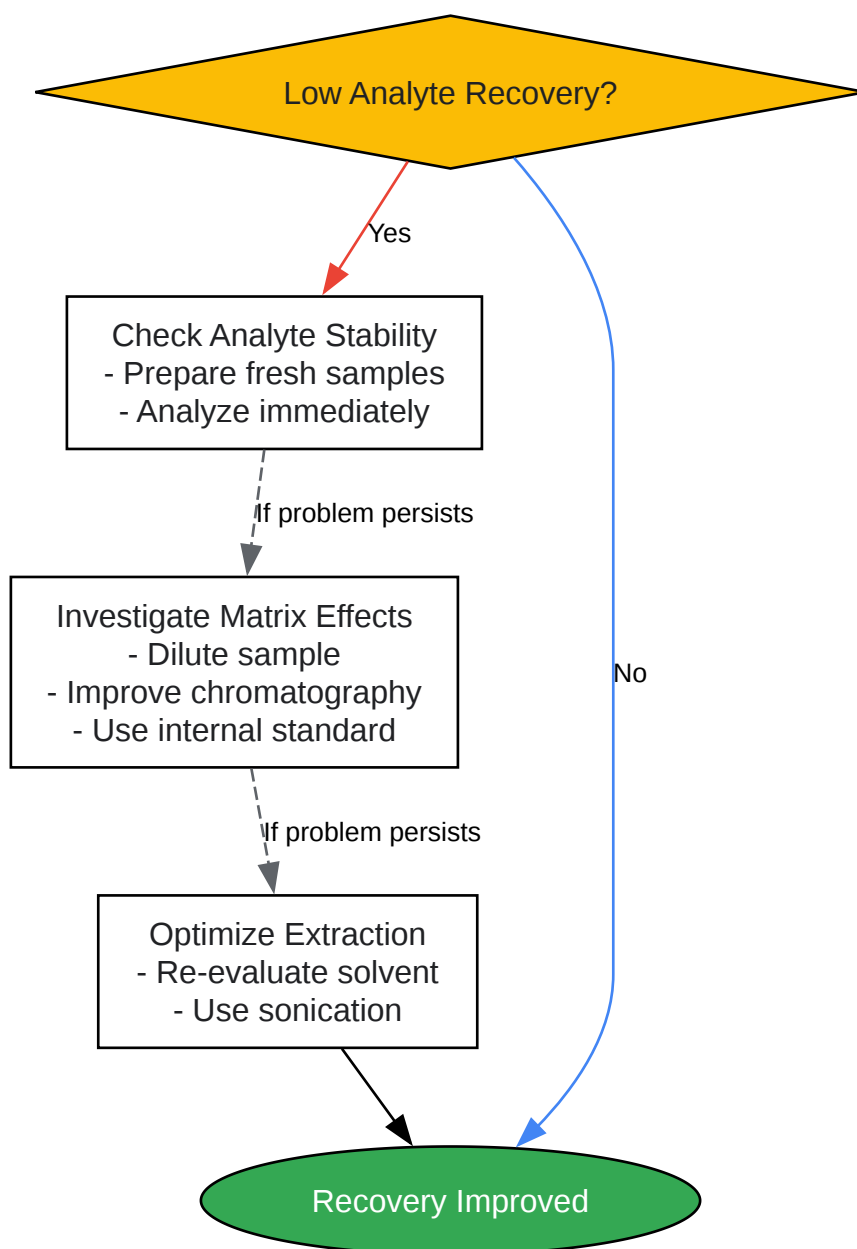 Low Analyte Recovery?
Yes
Check Analyte Stability
- Prepare fresh samples
- Analyze immediately
If problem persists
Investigate Matrix Effects
- Dilute sample
- Improve chromatography
- Use internal standard
No
If problem persists
Optimize Extraction
- Re-evaluate solvent
- Use sonication
Recovery Improved